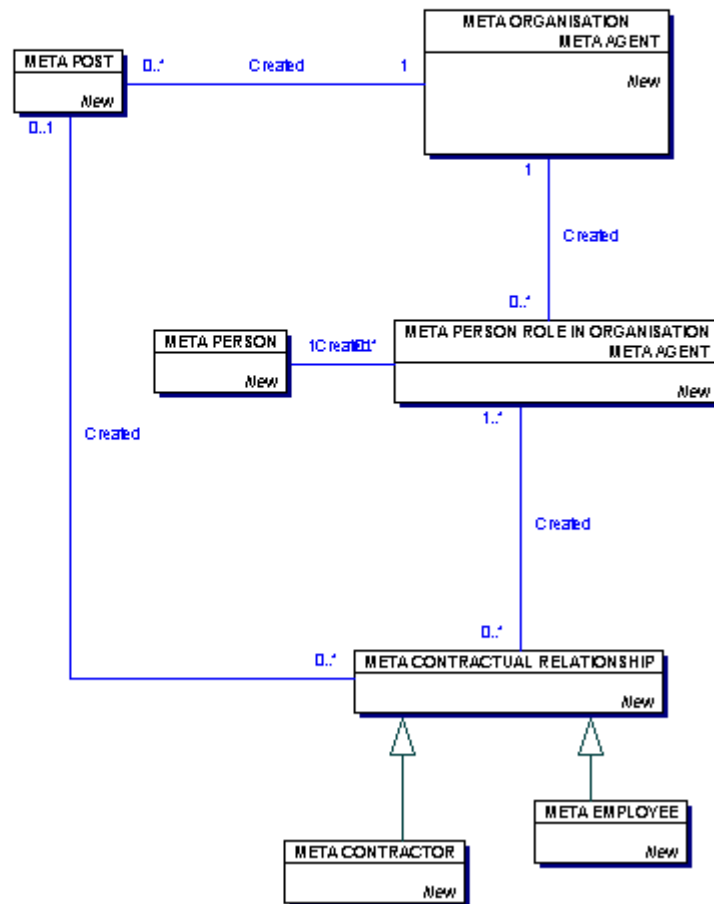 META ORGANISATION
META AGENT
New
META POST
New
0..*
Created
1
0..1
1
Created
0..*
META PERSON ROLE IN ORGANISATION
META AGENT
New
META PERSON
New
1
Created
1..*
Created
Created
0..*
0..*
META CONTRACTUAL RELATIONSHIP
New
META EMPLOYEE
New
META CONTRACTOR
New